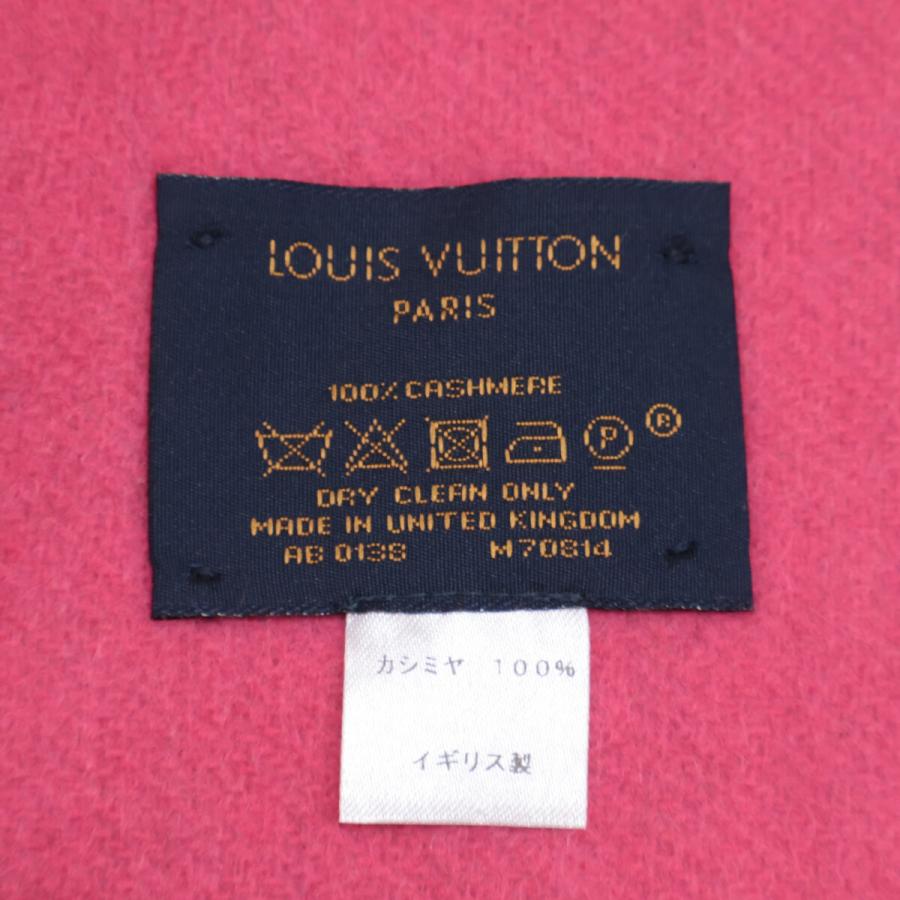 LOUIS VUITTON
PARIS
100% CASHMERE
P ®
DRY CLEAN ONLY
MADE IN UNITED KINGDOM
AB 0138 M70814
カシミヤ 100%
イギリス製